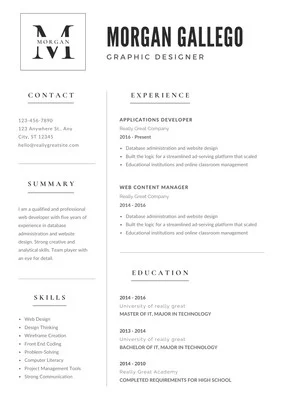 M
MORGAN
MORGAN GALLEGO
GRAPHIC DESIGNER
CONTACT
123-456-7890
123 Anywhere St., Any
City, ST 12345
hello@reallygreatsite.com
SUMMARY
I am a qualified and professional
web developer with five years of
experience in database
administration and website
design. Strong creative and
analytical skills. Team player with
an eye for detail.
SKILLS
Web Design
Design Thinking
Wireframe Creation
Front End Coding
Problem-Solving
Computer Literacy
Project Management Tools
Strong Communication
EXPERIENCE
APPLICATIONS DEVELOPER
Really Great Company
2016 - Present
Database administration and website design
Built the logic for a streamlined ad-serving platform that scaled
Educational institutions and online classroom management
WEB CONTENT MANAGER
Really Great Company
2014 - 2016
Database administration and website design
Built the logic for a streamlined ad-serving platform that scaled
Educational institutions and online classroom management
EDUCATION
2014 - 2016
University of really great
MASTER OF IT. MAJOR IN TECHNOLOGY
2013 - 2014
University of really great
MASTER OF IT. MAJOR IN TECHNOLOGY
2014 - 2010
Really Great Academy
COMPLETED REQUIREMENTS FOR HIGH SCHOOL